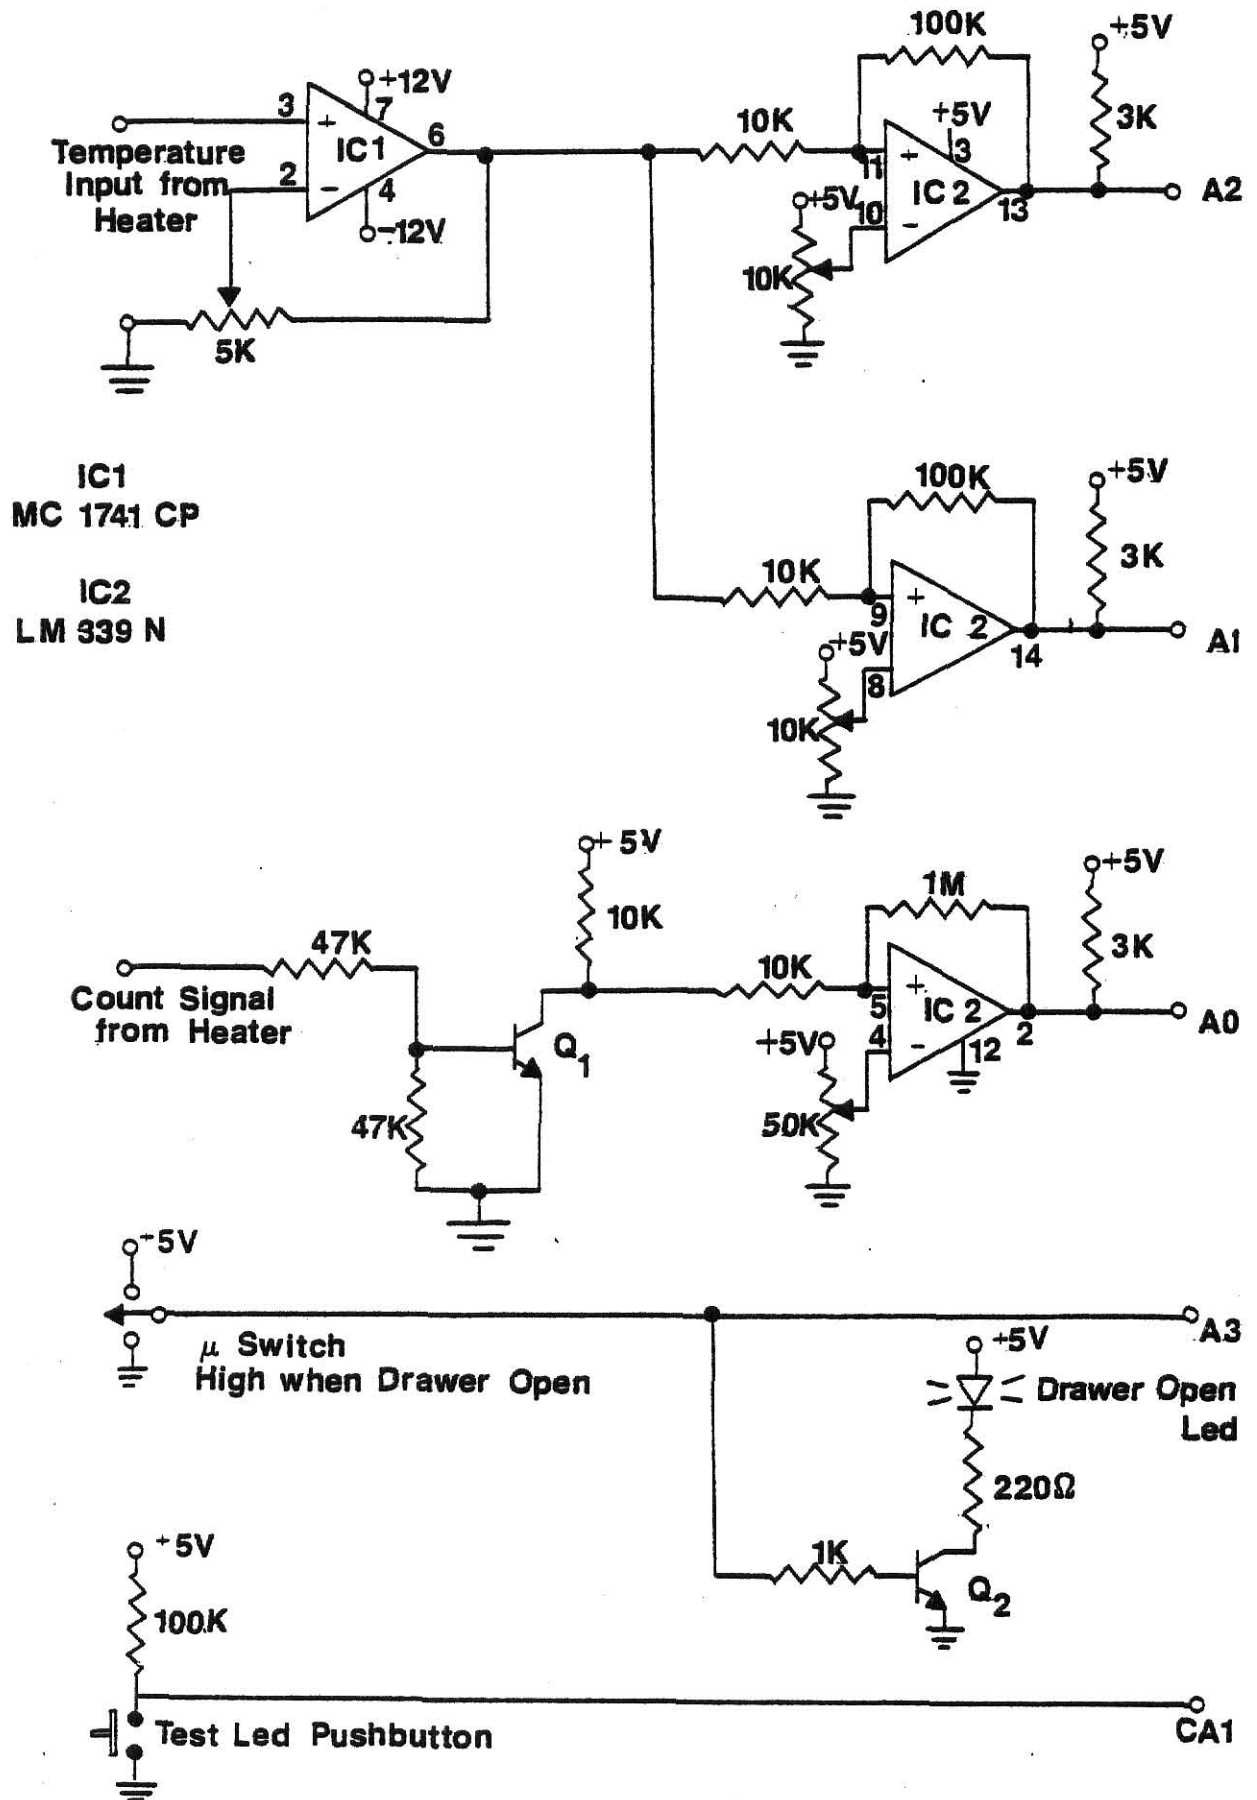 100K
+5V
+12V
3
7
IC1
6
10K
+5V
3
3K
Temperature
Input from
Heater
2
4
-12V
+
-
11
+
IC 2
+5V
10
-
13
A2
10K
5K
IC1
MC 1741 CP
IC2
LM 339 N
100K
+5V
10K
3K
9
+
IC 2
+5V
14
A1
8
10K
+5V
10K
1M
+5V
47K
10K
3K
Count Signal
from Heater
5
+
IC 2
Q1
+5V
4
-
12
2
A0
47K
50K
+5V
A3
μ Switch
High when Drawer Open
+5V
Drawer Open
Led
220Ω
+5V
1K
Q2
100K
Test Led Pushbutton
CA1